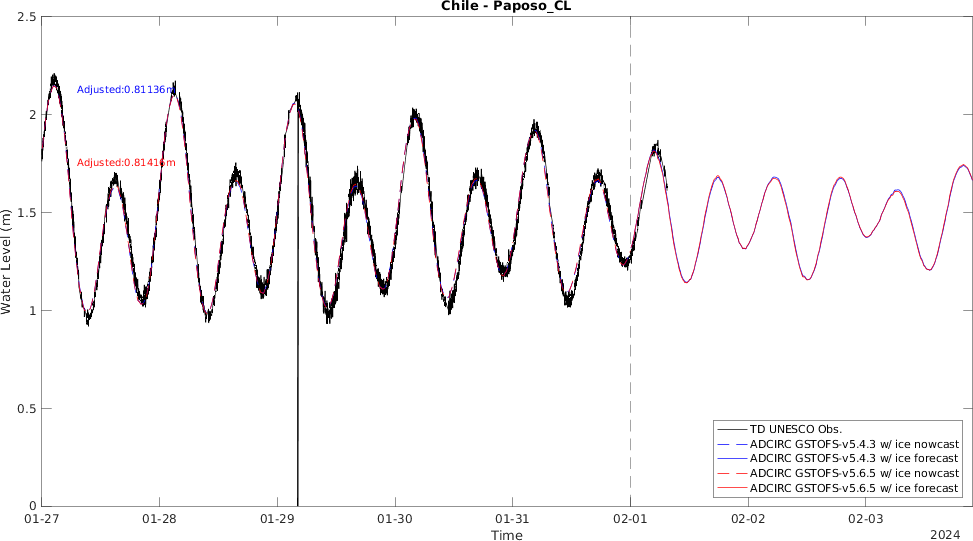 Chile - Paposo_CL
2.5
2
1.5
1
0.5
0
Water Level (m)
Adjusted:0.81136m
Adjusted:0.81416m
TD UNESCO Obs.
ADCIRC GSTOFS-v5.4.3 w/ ice nowcast
ADCIRC GSTOFS-v5.4.3 w/ ice forecast
ADCIRC GSTOFS-v5.6.5 w/ ice nowcast
ADCIRC GSTOFS-v5.6.5 w/ ice forecast
01-27 01-28 01-29 01-30 01-31 02-01 02-02 02-03
Time
2024